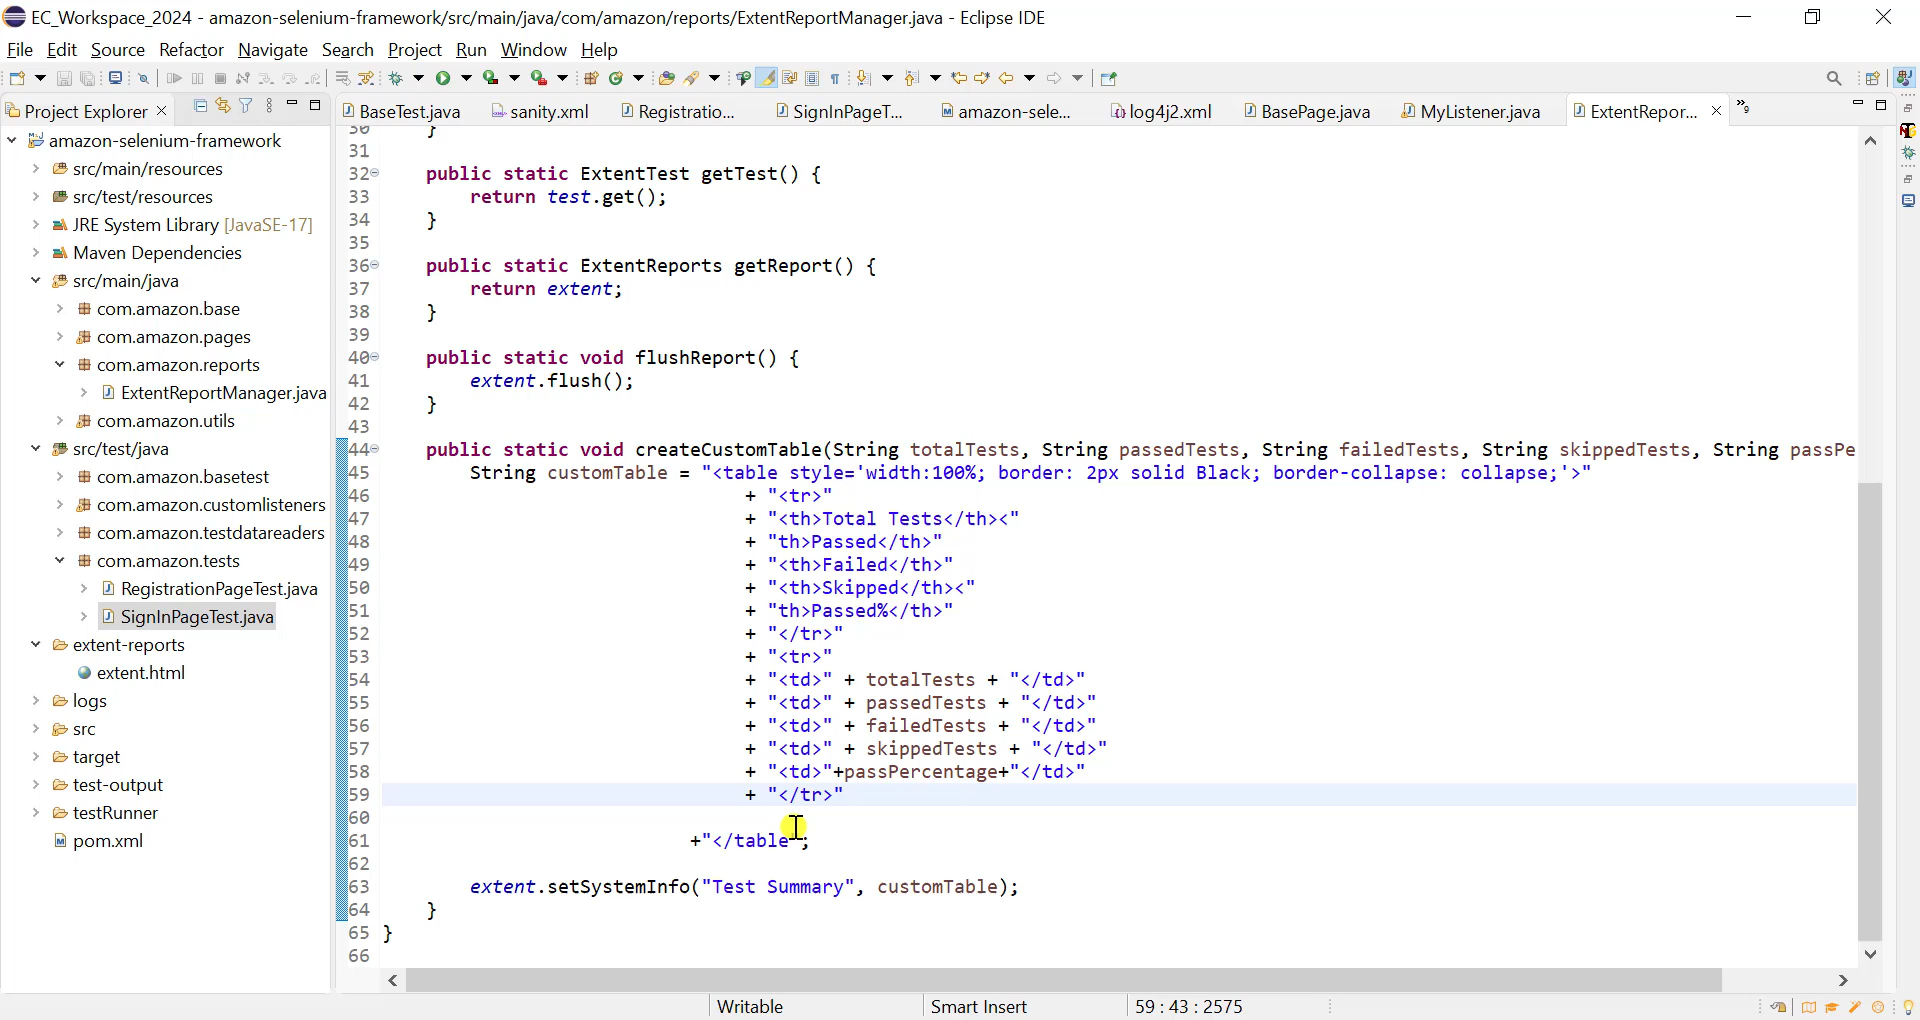 EC_Workspace_2024 - amazon-selenium-framework/src/main/java/com/amazon/reports/ExtentReportManager.java - Eclipse IDE
File Edit Source Refactor Navigate Search Project Run Window Help
Project Explorer
BaseTest.java sanity.xml Registratio... SignInPageT... amazon-sele... log4j2.xml BasePage.java MyListener.java ExtentRepor... »9
amazon-selenium-framework
src/main/resources
src/test/resources
JRE System Library [JavaSE-17]
Maven Dependencies
src/main/java
com.amazon.base
com.amazon.pages
com.amazon.reports
ExtentReportManager.java
com.amazon.utils
src/test/java
com.amazon.basetest
com.amazon.customlisteners
com.amazon.testdatareaders
com.amazon.tests
RegistrationPageTest.java
SignInPageTest.java
extent-reports
extent.html
logs
src
target
test-output
testRunner
pom.xml
30 }
31
32 public static ExtentTest getTest() {
33 return test.get();
34 }
35
36 public static ExtentReports getReport() {
37 return extent;
38 }
39
40 public static void flushReport() {
41 extent.flush();
42 }
43
44 public static void createCustomTable(String totalTests, String passedTests, String failedTests, String skippedTests, String passPe
45 String customTable = "<table style='width:100%; border: 2px solid Black; border-collapse: collapse;'>"
46 + "<tr>"
47 + "<th>Total Tests</th><"
48 + "th>Passed</th>"
49 + "<th>Failed</th>"
50 + "<th>Skipped</th><"
51 + "th>Passed%</th>"
52 + "</tr>"
53 + "<tr>"
54 + "<td>" + totalTests + "</td>"
55 + "<td>" + passedTests + "</td>"
56 + "<td>" + failedTests + "</td>"
57 + "<td>" + skippedTests + "</td>"
58 + "<td>"+passPercentage+"</td>"
59 + "</tr>"
60
61 +"</table";
62
63 extent.setSystemInfo("Test Summary", customTable);
64 }
65 }
66
Writable Smart Insert 59 : 43 : 2575